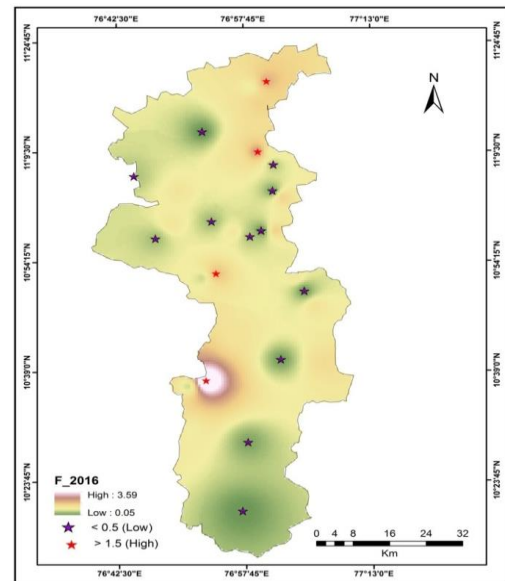 76°42'30"E 76°57'45"E 77°13'0"E
N
11°24'45"N 11°24'45"N
11°9'30"N 11°9'30"N
10°54'15"N 10°54'15"N
10°39'0"N 10°39'0"N
10°23'45"N 10°23'45"N
F_2016
High : 3.59
Low : 0.05
< 0.5 (Low)
> 1.5 (High)
0 2 4 6 8 16 24 32
Km
76°42'30"E 76°57'45"E 77°13'0"E